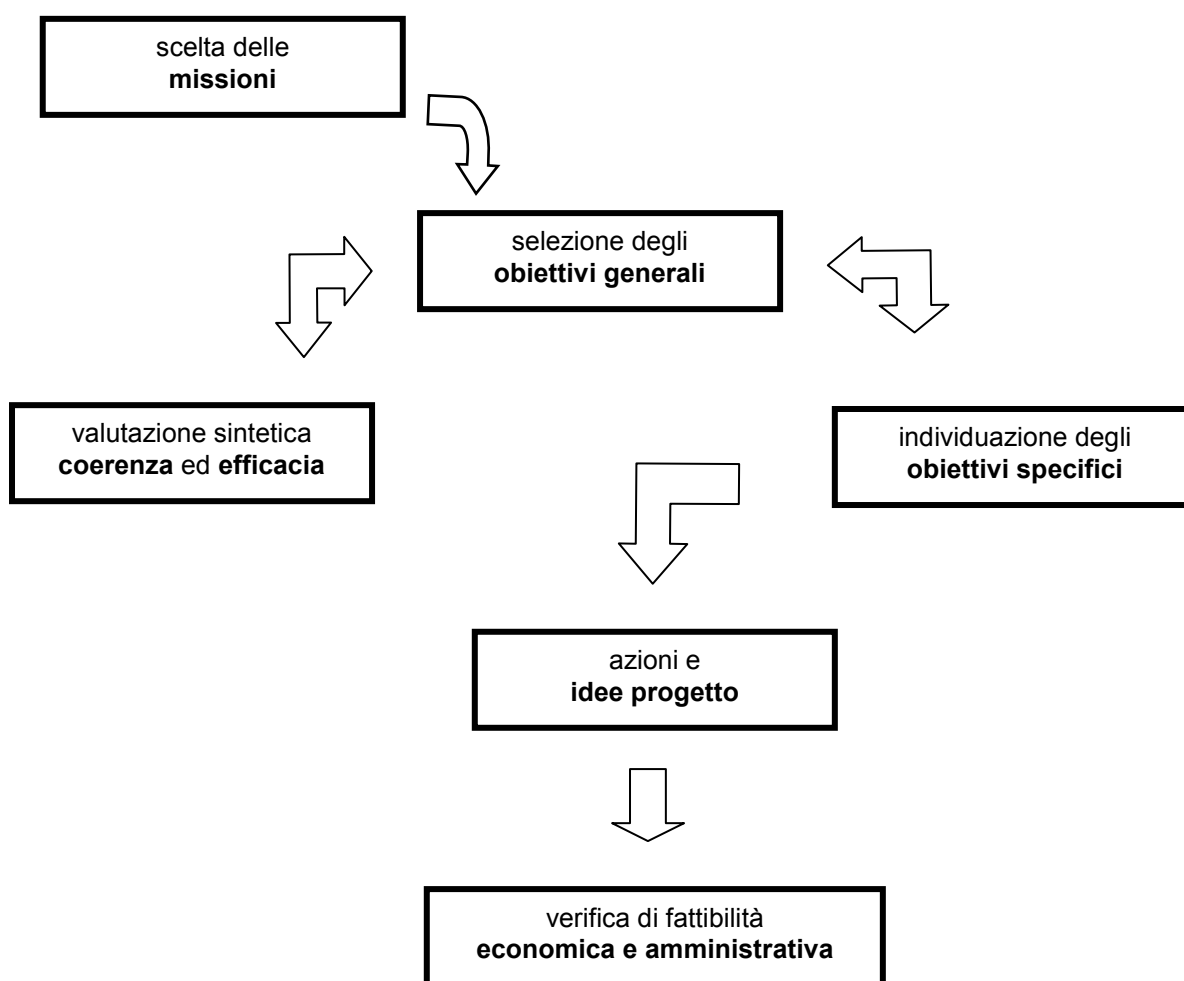 scelta delle
missioni
selezione degli
obiettivi generali
valutazione sintetica
coerenza ed efficacia
individuazione degli
obiettivi specifici
azioni e
idee progetto
verifica di fattibilità
economica e amministrativa